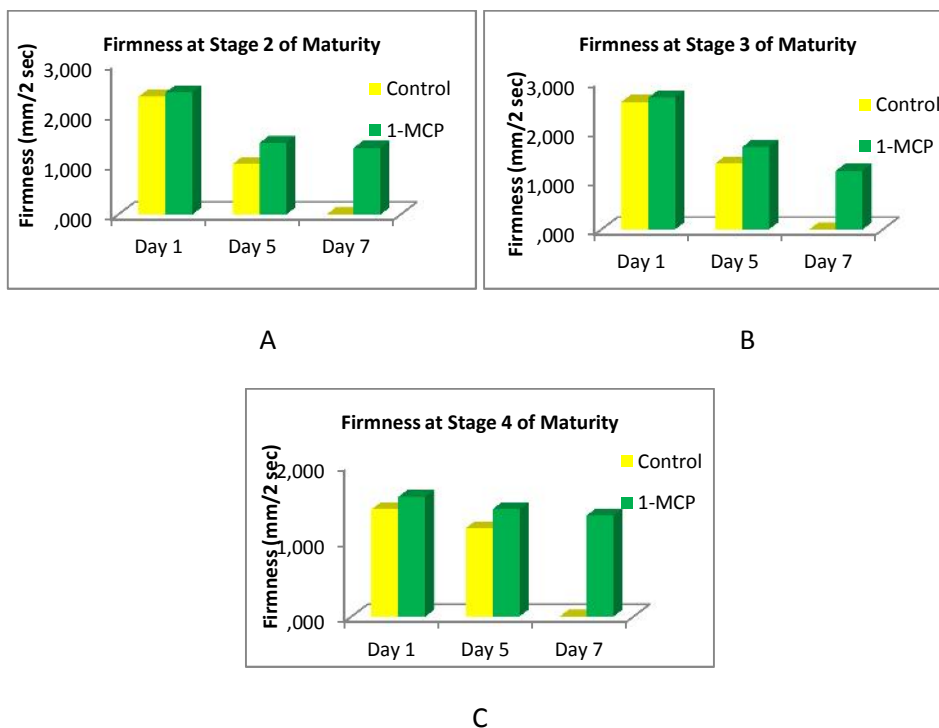 Firmness at Stage 2 of Maturity
Firmness (mm/2 sec)
3,000
2,000
1,000
,000
Control
1-MCP
Day 1 Day 5 Day 7
A
Firmness at Stage 3 of Maturity
Firmness (mm/2 sec)
3,000
2,000
1,000
,000
Control
1-MCP
Day 1 Day 5 Day 7
B
Firmness at Stage 4 of Maturity
Firmness (mm/2 sec)
2,000
1,000
,000
Control
1-MCP
Day 1 Day 5 Day 7
C